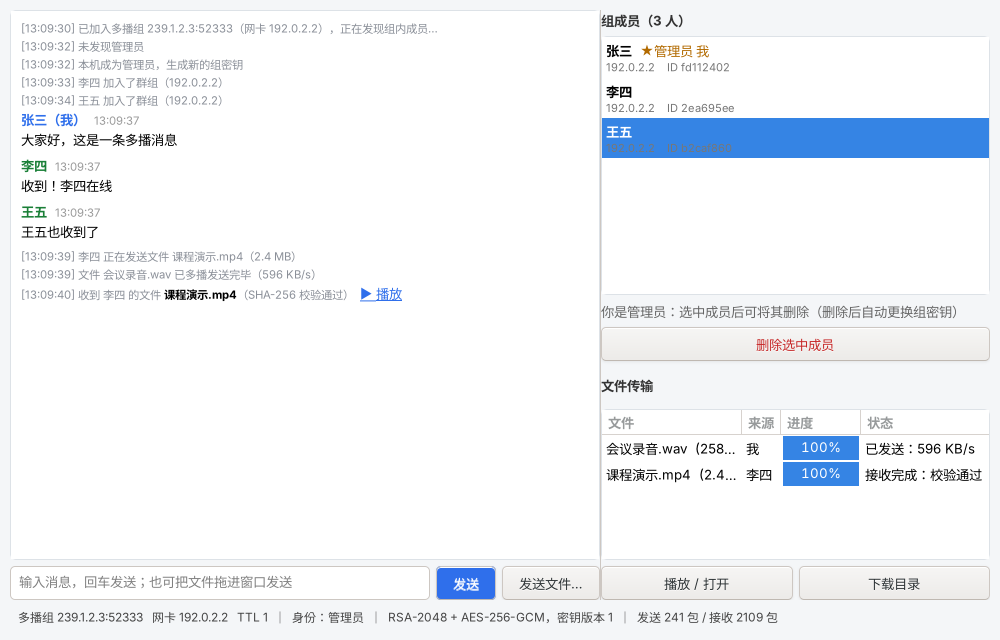 [13:09:30] 已加入多播组 239.1.2.3:52333（网卡 192.0.2.2），正在发现组内成员...
[13:09:32] 未发现管理员
[13:09:32] 本机成为管理员，生成新的组密钥
[13:09:33] 李四 加入了群组（192.0.2.2）
[13:09:34] 王五 加入了群组（192.0.2.2）
张三（我） 13:09:37
大家好，这是一条多播消息
李四 13:09:37
收到！李四在线
王五 13:09:37
王五也收到了
[13:09:39] 李四 正在发送文件 课程演示.mp4（2.4 MB）
[13:09:39] 文件 会议录音.wav 已多播发送完毕（596 KB/s）
[13:09:40] 收到 李四 的文件 课程演示.mp4（SHA-256 校验通过） ▶ 播放
输入消息，回车发送；也可把文件拖进窗口发送
发送
发送文件...
组成员（3 人）
张三 ★管理员 我
192.0.2.2 ID fd112402
李四
192.0.2.2 ID 2ea695ee
王五
192.0.2.2 ID
你是管理员：选中成员后可将其删除（删除后自动更换组密钥）
删除选中成员
文件传输
文件 来源 进度 状态
会议录音.wav（258... 我 100% 已发送：596 KB/s
课程演示.mp4（2.4... 李四 100% 接收完成：校验通过
播放 / 打开
下载目录
多播组 239.1.2.3:52333 网卡 192.0.2.2 TTL 1 | 身份：管理员 | RSA-2048 + AES-256-GCM，密钥版本 1 | 发送 241 包 / 接收 2109 包